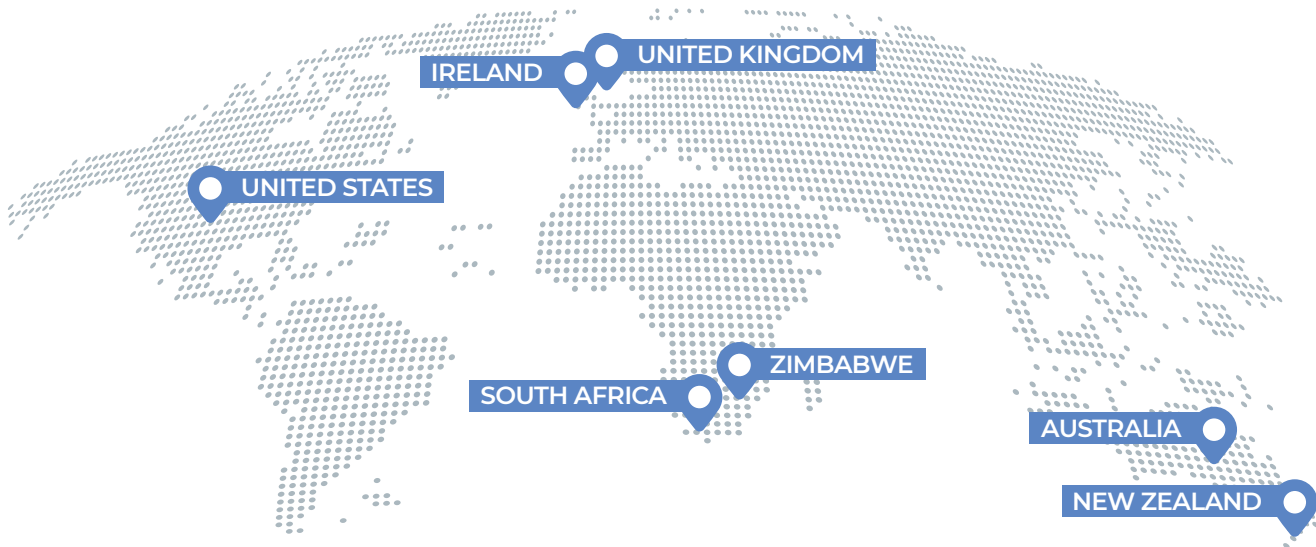 UNITED KINGDOM
IRELAND
UNITED STATES
ZIMBABWE
SOUTH AFRICA
AUSTRALIA
NEW ZEALAND